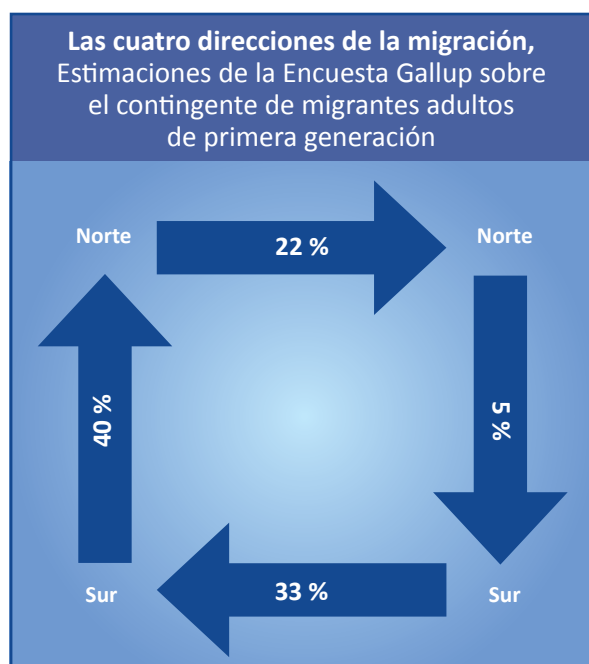 Las cuatro direcciones de la migración,
Estimaciones de la Encuesta Gallup sobre
el contingente de migrantes adultos
de primera generación
Norte
22 %
Norte
40 %
5 %
Sur
33 %
Sur